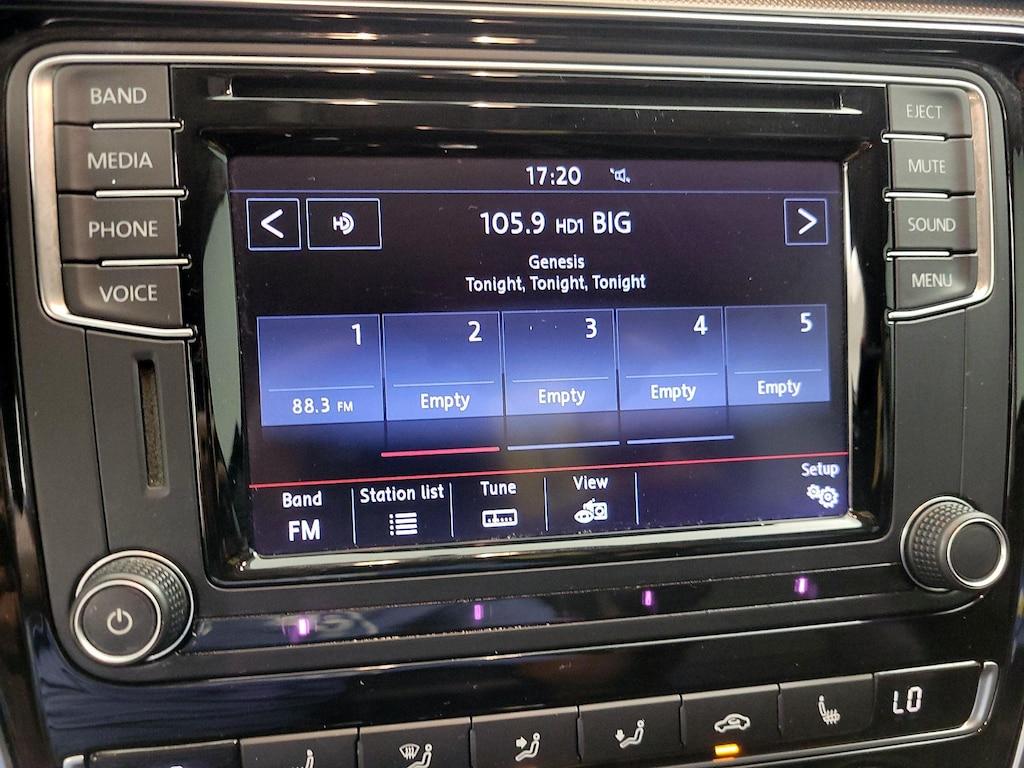 BAND
MEDIA
PHONE
VOICE
EJECT
MUTE
SOUND
MENU
17:20
< HD 105.9 HD1 BIG >
Genesis
Tonight, Tonight, Tonight
1 2 3 4 5
88.3 FM Empty Empty Empty Empty
Band Station list Tune View Setup
FM
LO